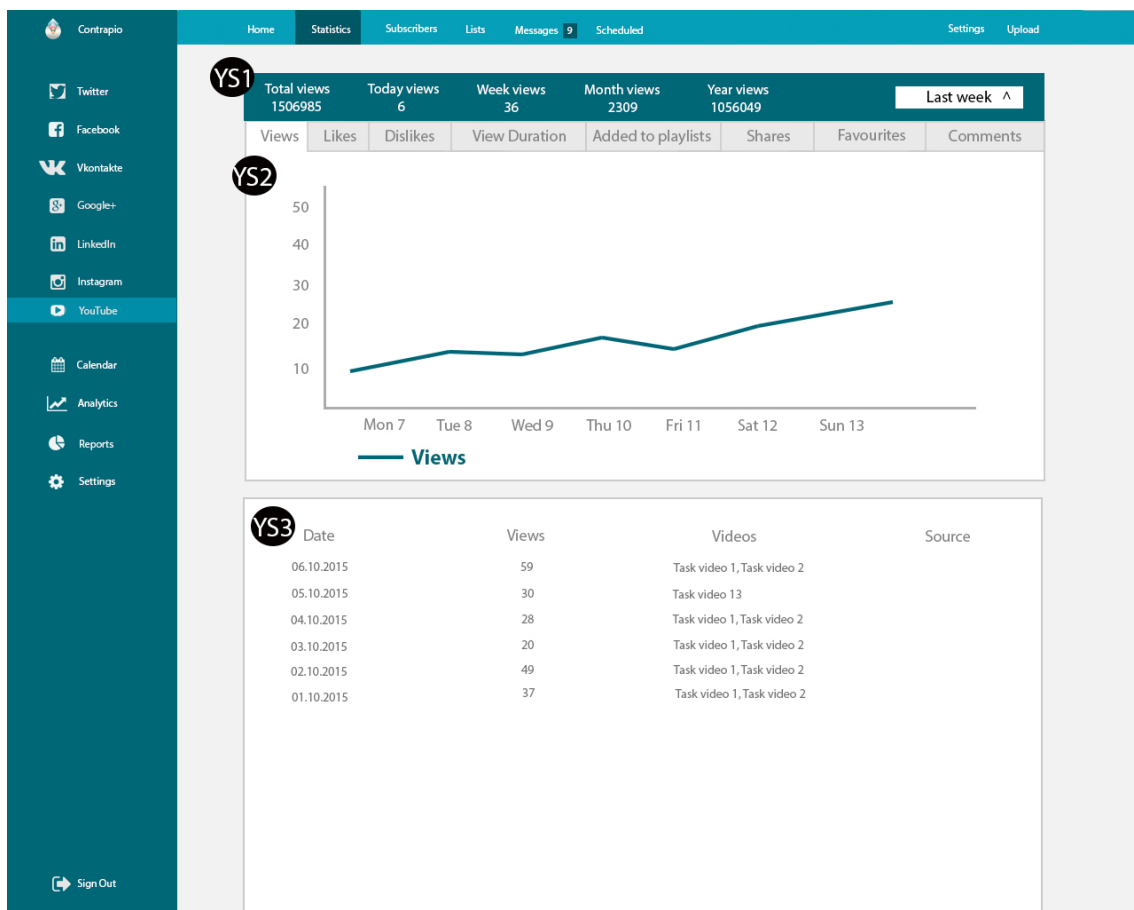 Contrapio
Home Statistics Subscribers Lists Messages 9 Scheduled Settings Upload
Twitter
Facebook
Vkontakte
Google+
LinkedIn
Instagram
YouTube
Calendar
Analytics
Reports
Settings
Sign Out
YS1
Total views Today views Week views Month views Year views
1506985 6 36 2309 1056049
Last week ^
Views Likes Dislikes View Duration Added to playlists Shares Favourites Comments
YS2
50
40
30
20
10
Mon 7 Tue 8 Wed 9 Thu 10 Fri 11 Sat 12 Sun 13
Views
YS3
Date Views Videos Source
06.10.2015 59 Task video 1, Task video 2
05.10.2015 30 Task video 13
04.10.2015 28 Task video 1, Task video 2
03.10.2015 20 Task video 1, Task video 2
02.10.2015 49 Task video 1, Task video 2
01.10.2015 37 Task video 1, Task video 2